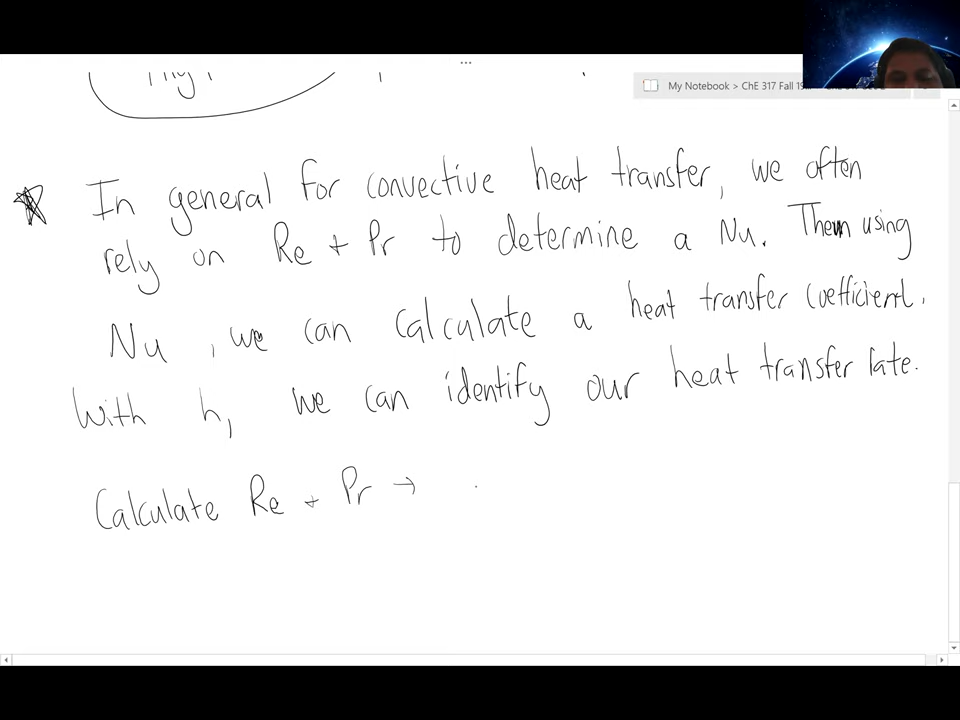 My Notebook > ChE 317 Fall 19
In general for convective heat transfer, we often
rely on Re + Pr to determine a Nu. Then using
Nu, we can calculate a heat transfer coefficient.
With h, we can identify our heat transfer rate.
Calculate Re + Pr →